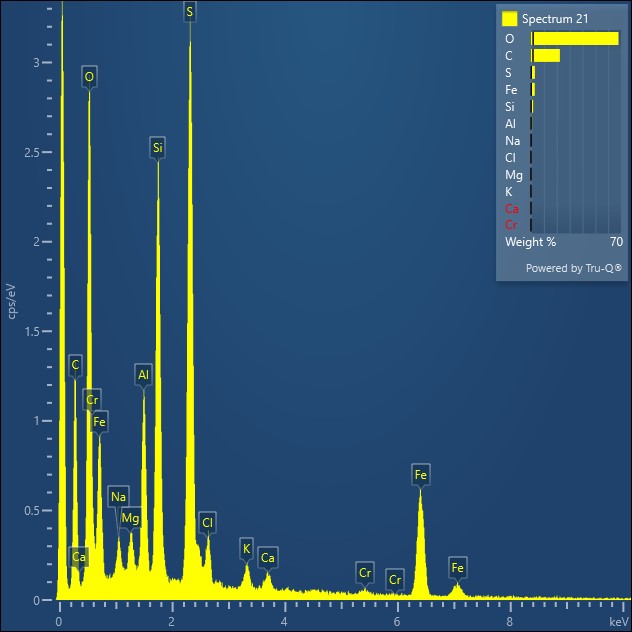 Spectrum 21
O
C
S
Fe
Si
Al
Na
Cl
Mg
K
Ca
Cr
Weight % 70
Powered by Tru-Q®
cps/eV
3
2.5
2
1.5
1
0.5
0
S
O
Si
C
Al
Cr
Fe
Na
Mg
Cl
Ca
K
Ca
Cr
Cr
Fe
Fe
0 2 4 6 8 keV